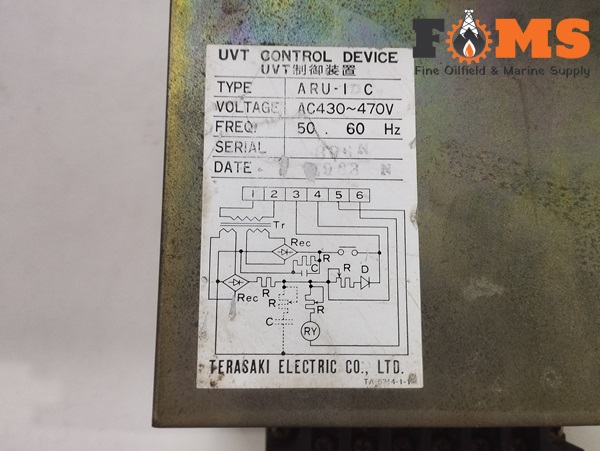 FOMS
Fine Oilfield & Marine Supply
UVT CONTROL DEVICE
UVT制御装置
TYPE ARU-1 C
VOLTAGE AC430~470V
FREQ. 50 . 60 Hz
SERIAL
DATE
1 2 3 4 5 6
Tr
Rec
R
C
R D
Rec
R
R
R
C
RY
TERASAKI ELECTRIC CO., LTD.